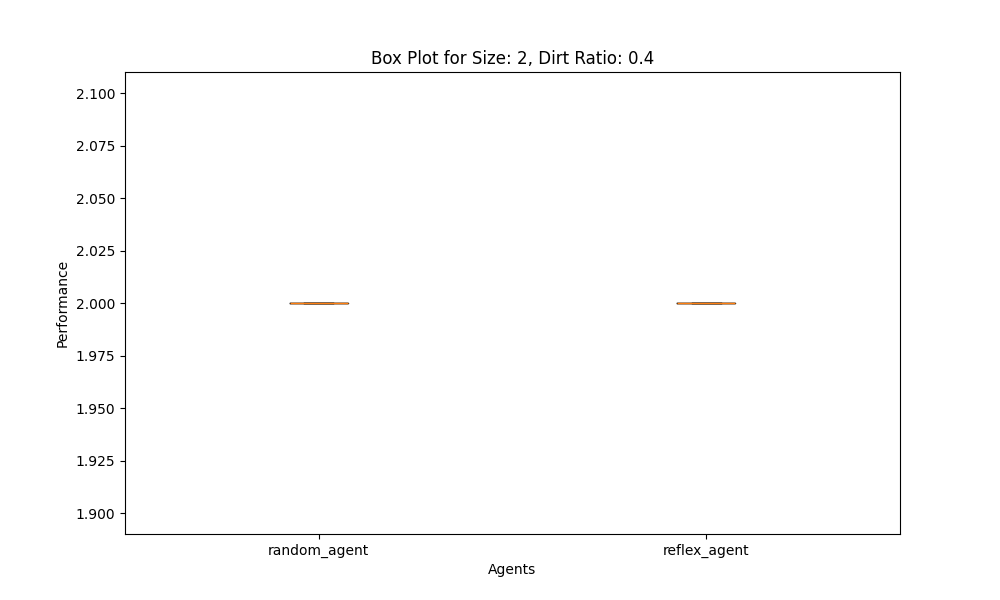 Box Plot for Size: 2, Dirt Ratio: 0.4
2.100
2.075
2.050
2.025
2.000
1.975
1.950
1.925
1.900
Performance
random_agent
reflex_agent
Agents